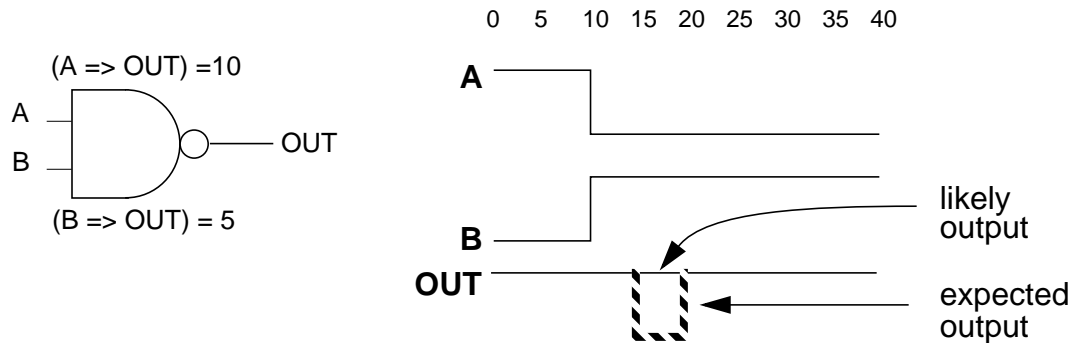 0 5 10 15 20 25 30 35 40
(A => OUT) =10
A
B
OUT
(B => OUT) = 5
A
B
OUT
likely
output
expected
output